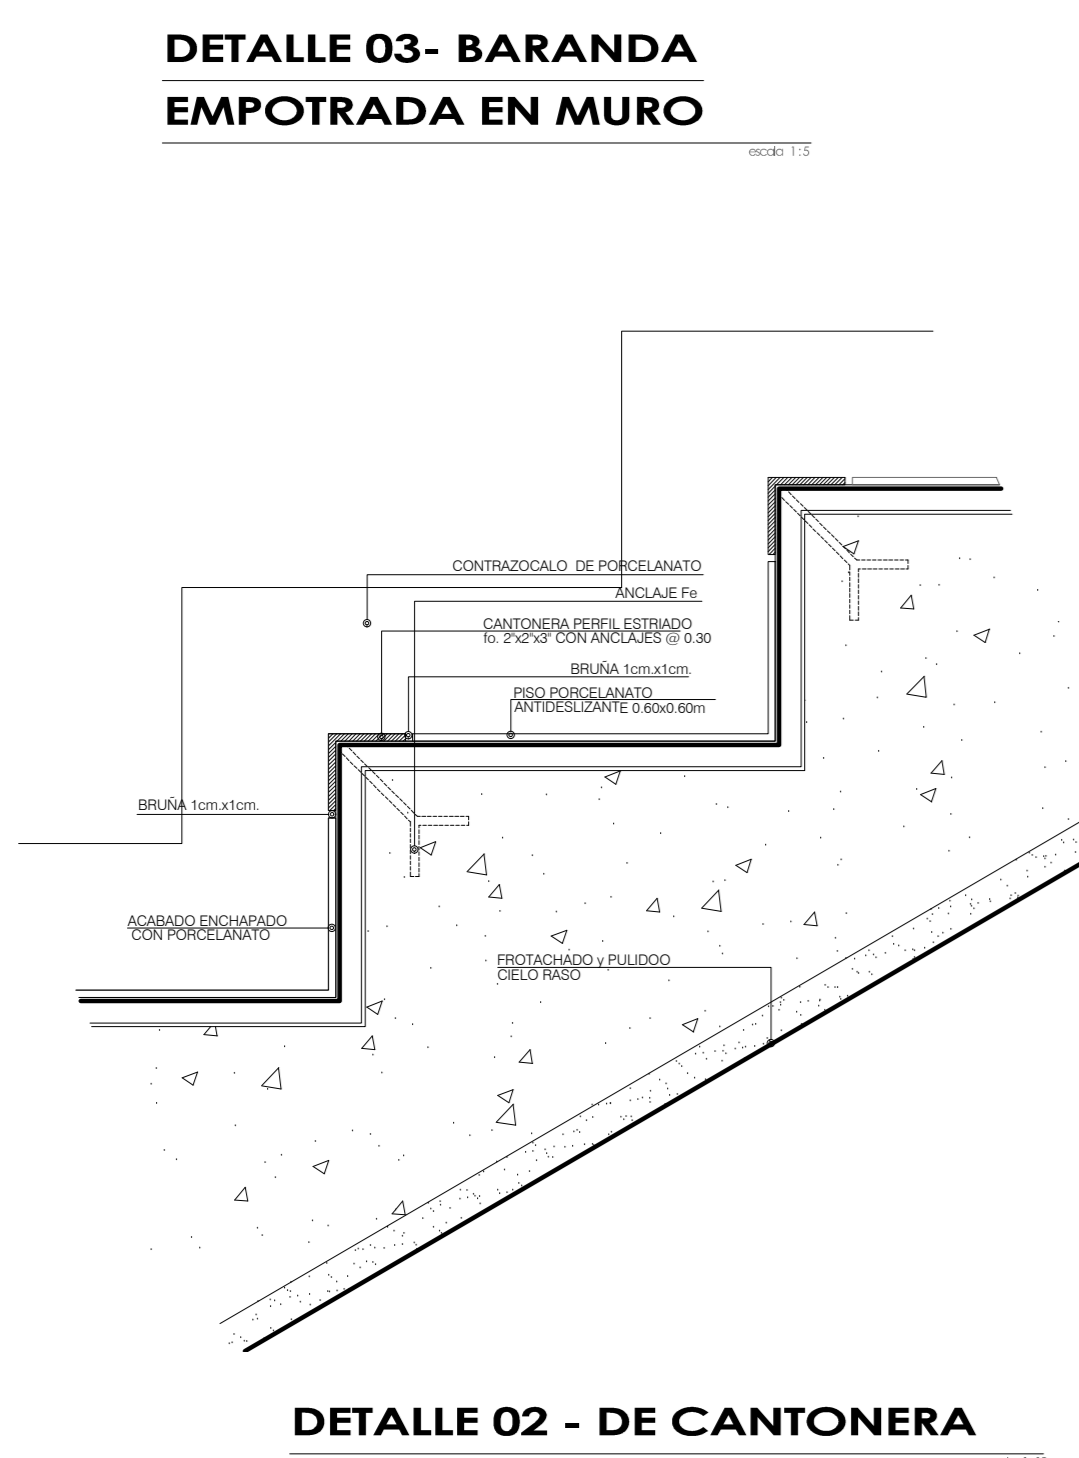 DETALLE 03- BARANDA
EMPOTRADA EN MURO
escala 1:5
CONTRAZOCALO DE PORCELANATO
ANCLAJE Fe
CANTONERA PERFIL ESTRIADO
fo. 2"x2"x3" CON ANCLAJES @ 0.30
BRUÑA 1cm.x1cm.
PISO PORCELANATO
ANTIDESLIZANTE 0.60x0.60m
BRUÑA 1cm.x1cm.
ACABADO ENCHAPADO
CON PORCELANATO
FROTACHADO y PULIDOO
CIELO RASO
DETALLE 02 - DE CANTONERA